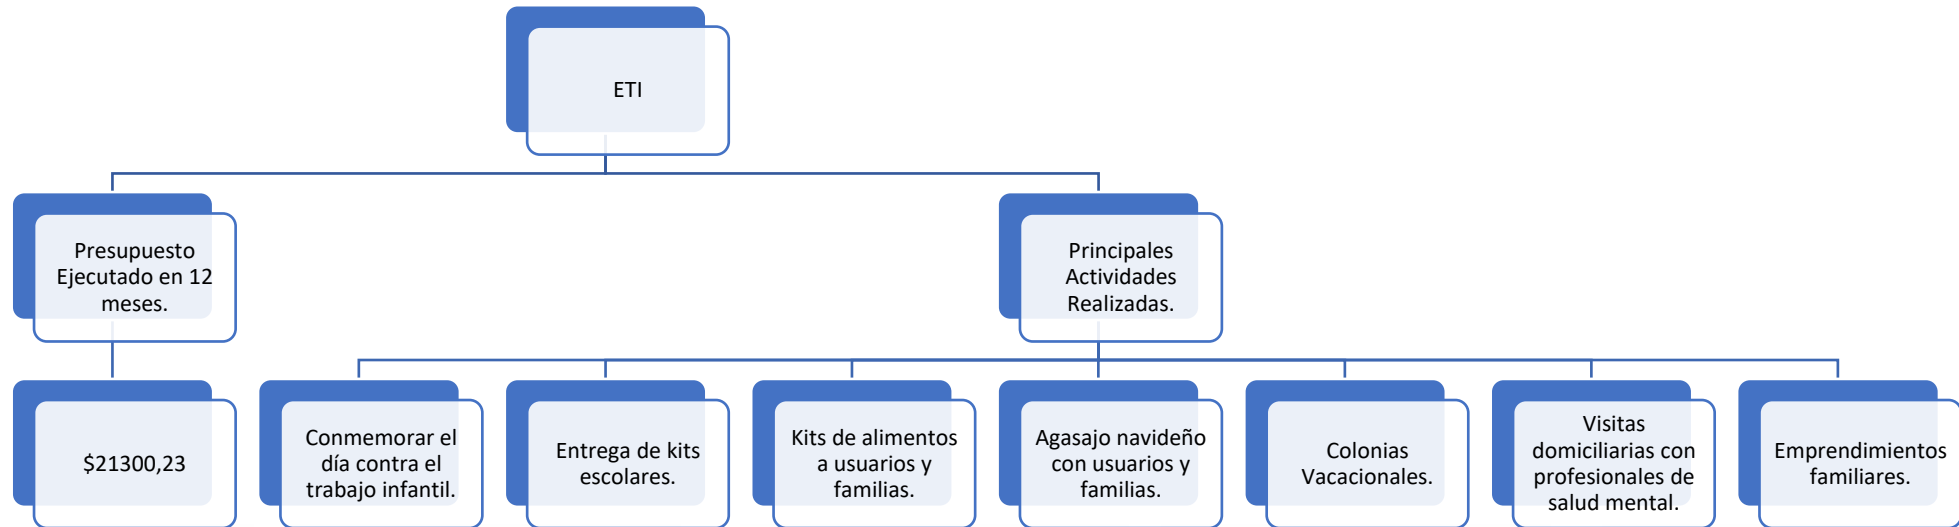 ETI
Presupuesto
Ejecutado en 12
meses.
Principales
Actividades
Realizadas.
$21300,23
Conmemorar el
día contra el
trabajo infantil.
Entrega de kits
escolares.
Kits de alimentos
a usuarios y
familias.
Agasajo navideño
con usuarios y
familias.
Colonias
Vacacionales.
Visitas
domiciliarias con
profesionales de
salud mental.
Emprendimientos
familiares.